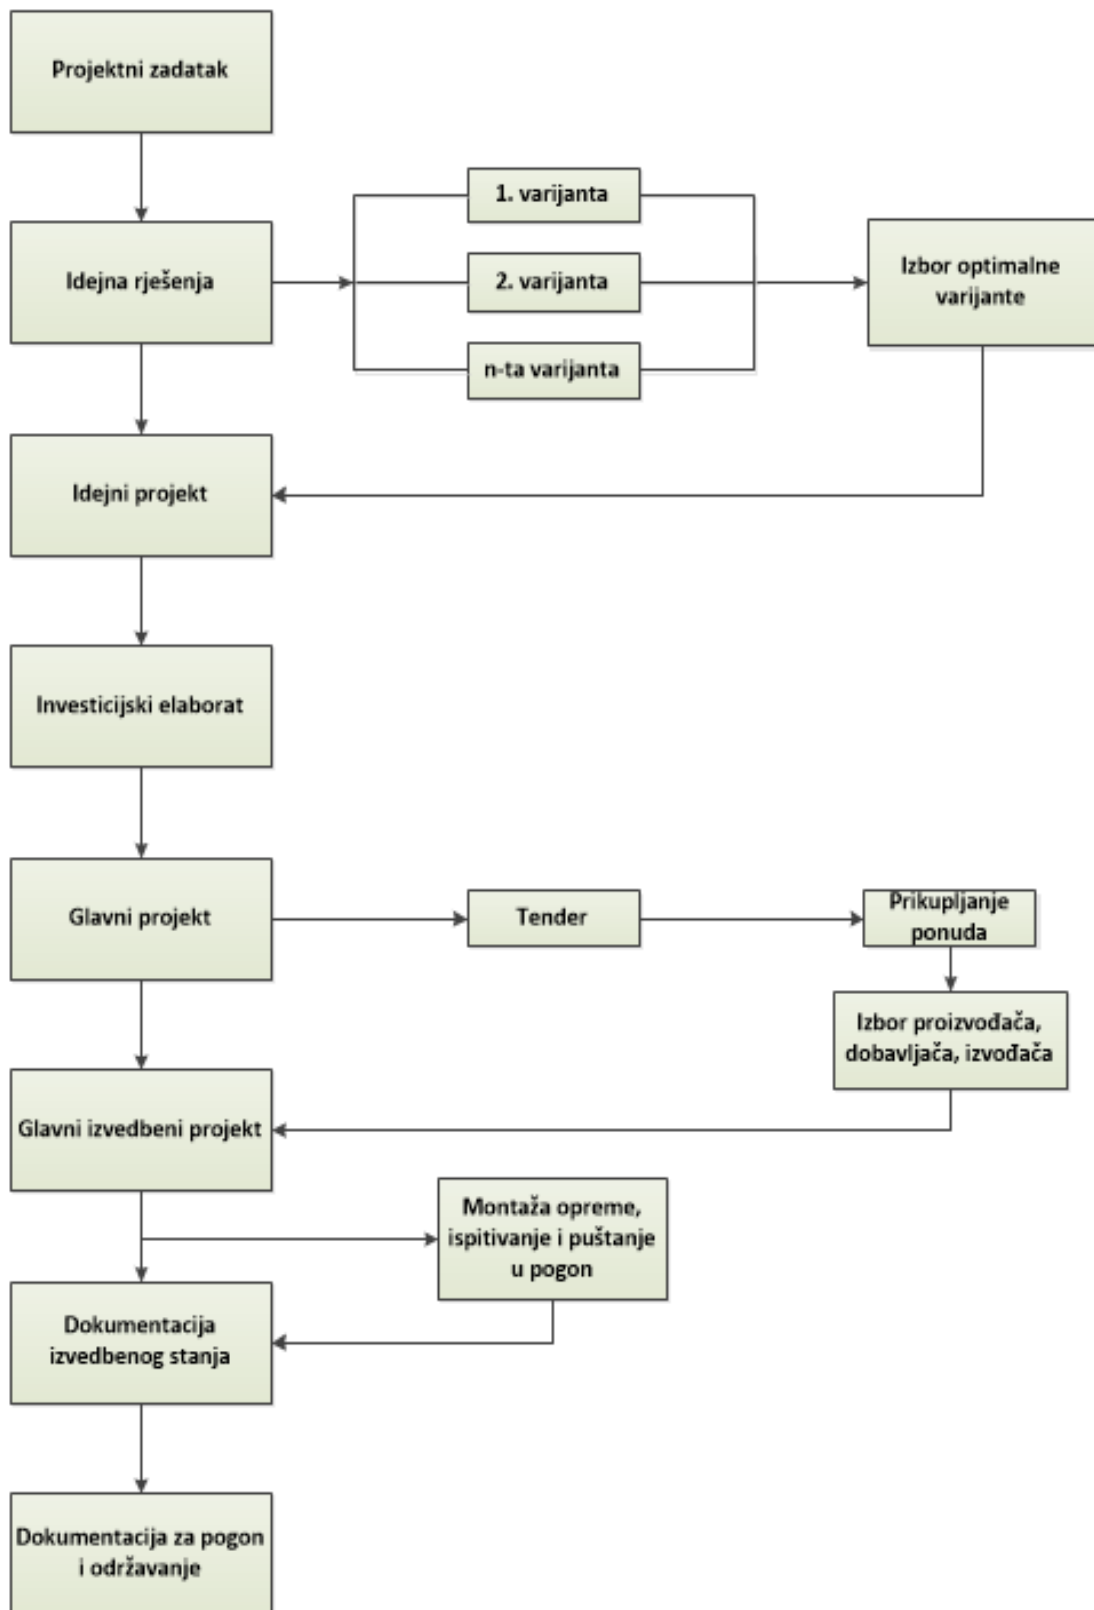 Projektni zadatak
1. varijanta
Idejna rješenja
2. varijanta
Izbor optimalne
varijante
n-ta varijanta
Idejni projekt
Investicijski elaborat
Glavni projekt
Tender
Prikupljanje
ponuda
Izbor proizvođača,
dobavljača, izvođača
Glavni izvedbeni projekt
Montaža opreme,
ispitivanje i puštanje
u pogon
Dokumentacija
izvedbenog stanja
Dokumentacija za pogon
i održavanje